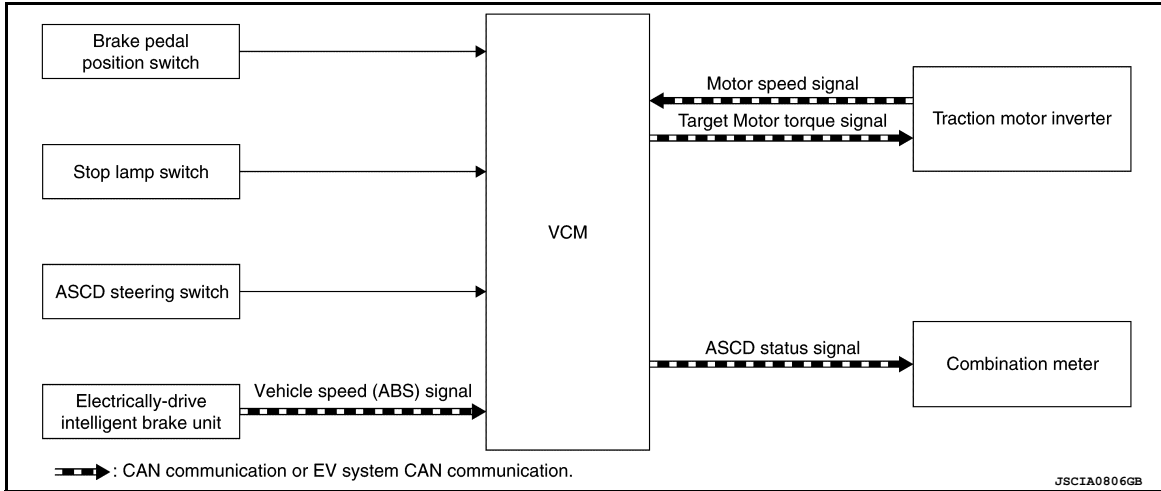 Brake pedal
position switch
Stop lamp switch
ASCD steering switch
Electrically-drive
intelligent brake unit
Vehicle speed (ABS) signal
VCM
Motor speed signal
Target Motor torque signal
Traction motor inverter
ASCD status signal
Combination meter
: CAN communication or EV system CAN communication.
JSCIA0806GB